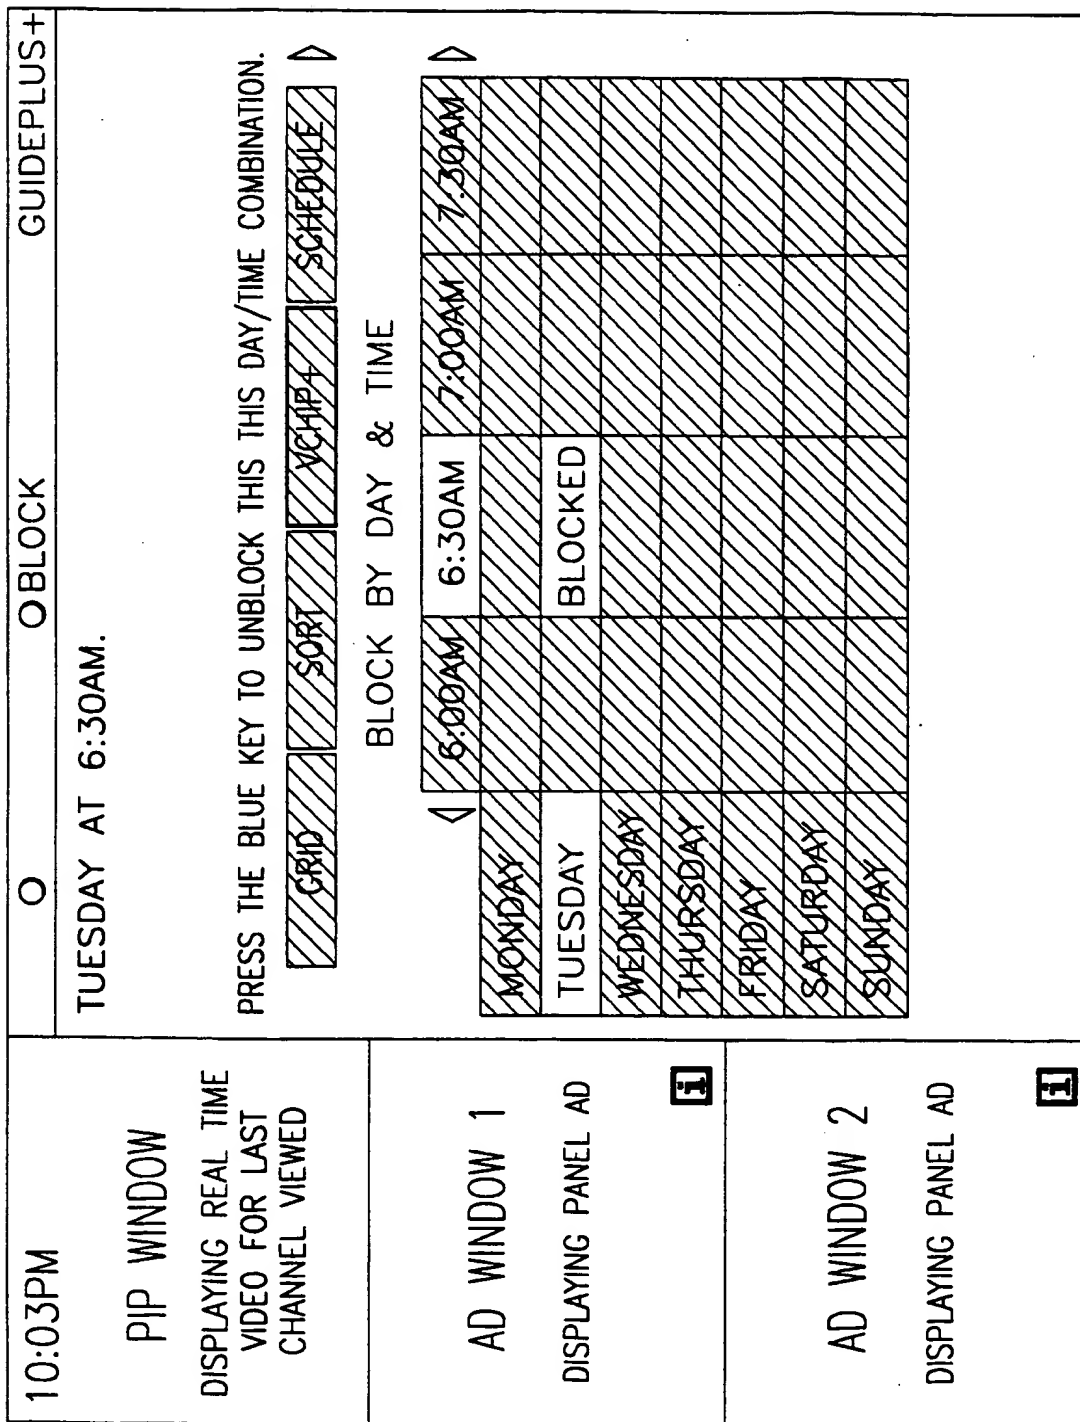 10:03PM
O
O BLOCK
GUIDEPLUS+
PIP WINDOW
DISPLAYING REAL TIME
VIDEO FOR LAST
CHANNEL VIEWED
AD WINDOW 1
DISPLAYING PANEL AD
i
AD WINDOW 2
DISPLAYING PANEL AD
i
TUESDAY AT 6:30AM.
PRESS THE BLUE KEY TO UNBLOCK THIS THIS DAY/TIME COMBINATION.
GRID SORT VCHIP+ SCHEDULE
BLOCK BY DAY & TIME
6:00AM 6:30AM 7:00AM 7:30AM
MONDAY
TUESDAY BLOCKED
WEDNESDAY
THURSDAY
FRIDAY
SATURDAY
SUNDAY